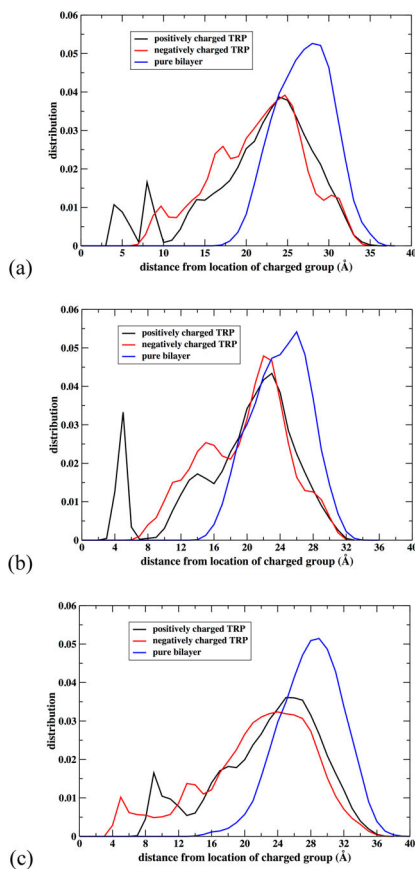 0.06
0.05
0.04
0.03
0.02
0.01
0
distribution
positively charged TRP
negatively charged TRP
pure bilayer
0 5 10 15 20 25 30 35 40
distance from location of charged group (Å)
(a)
0.06
0.05
0.04
0.03
0.02
0.01
0
distribution
positively charged TRP
negatively charged TRP
pure bilayer
0 4 8 12 16 20 24 28 32 36 40
distance from location of charged group (Å)
(b)
0.06
0.05
0.04
0.03
0.02
0.01
0
distribution
positively charged TRP
negatively charged TRP
pure bilayer
0 4 8 12 16 20 24 28 32 36 40
distance from location of charged group (Å)
(c)